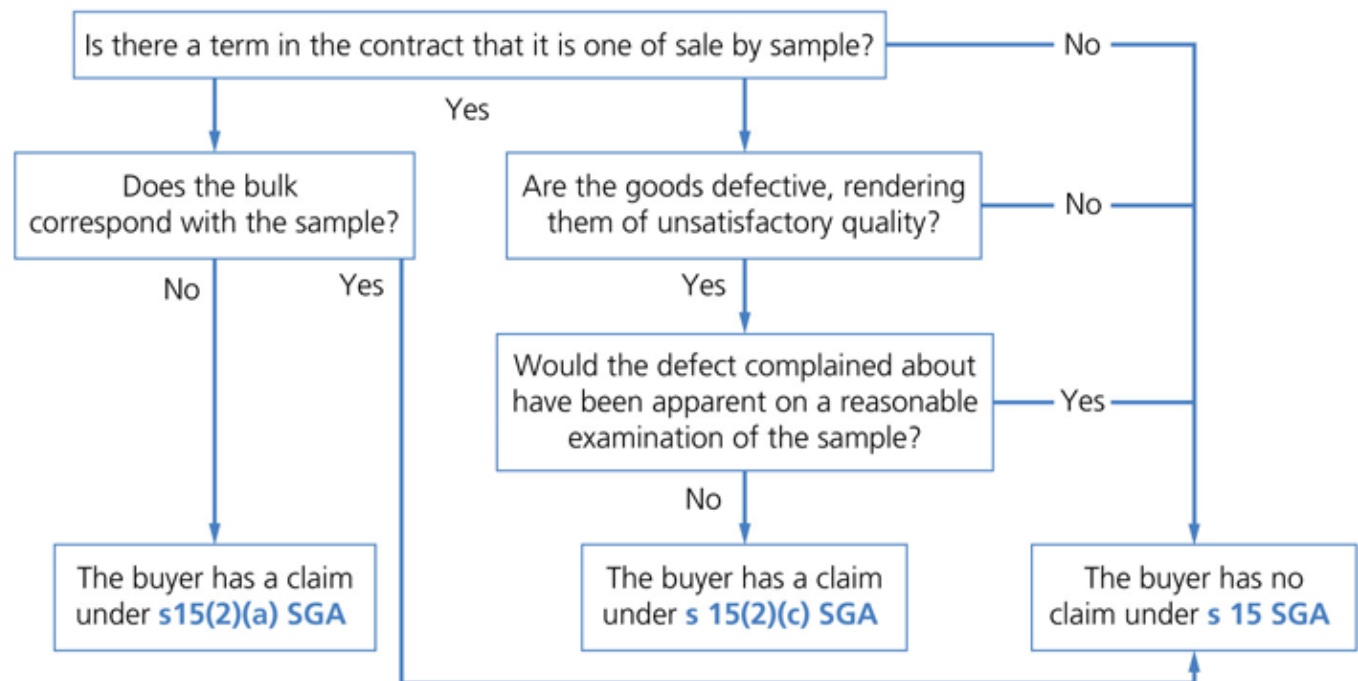 Is there a term in the contract that it is one of sale by sample?
No
Yes
Does the bulk
correspond with the sample?
Are the goods defective, rendering
them of unsatisfactory quality?
No
No
Yes
Yes
Would the defect complained about
have been apparent on a reasonable
examination of the sample?
Yes
No
The buyer has a claim
under s15(2)(a) SGA
The buyer has a claim
under s 15(2)(c) SGA
The buyer has no
claim under s 15 SGA